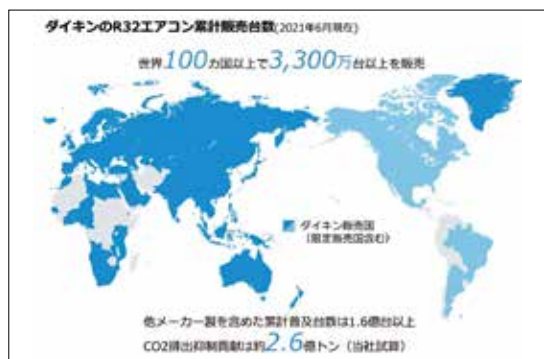 ダイキンのR32エアコン累計販売台数(2021年6月現在)
世界100カ国以上で3,300万台以上を販売
ダイキン販売国
(限定販売国含む)
他メーカー製を含めた累計普及台数は1.6億台以上
CO2排出抑制貢献は約2.6億トン(当社試算)